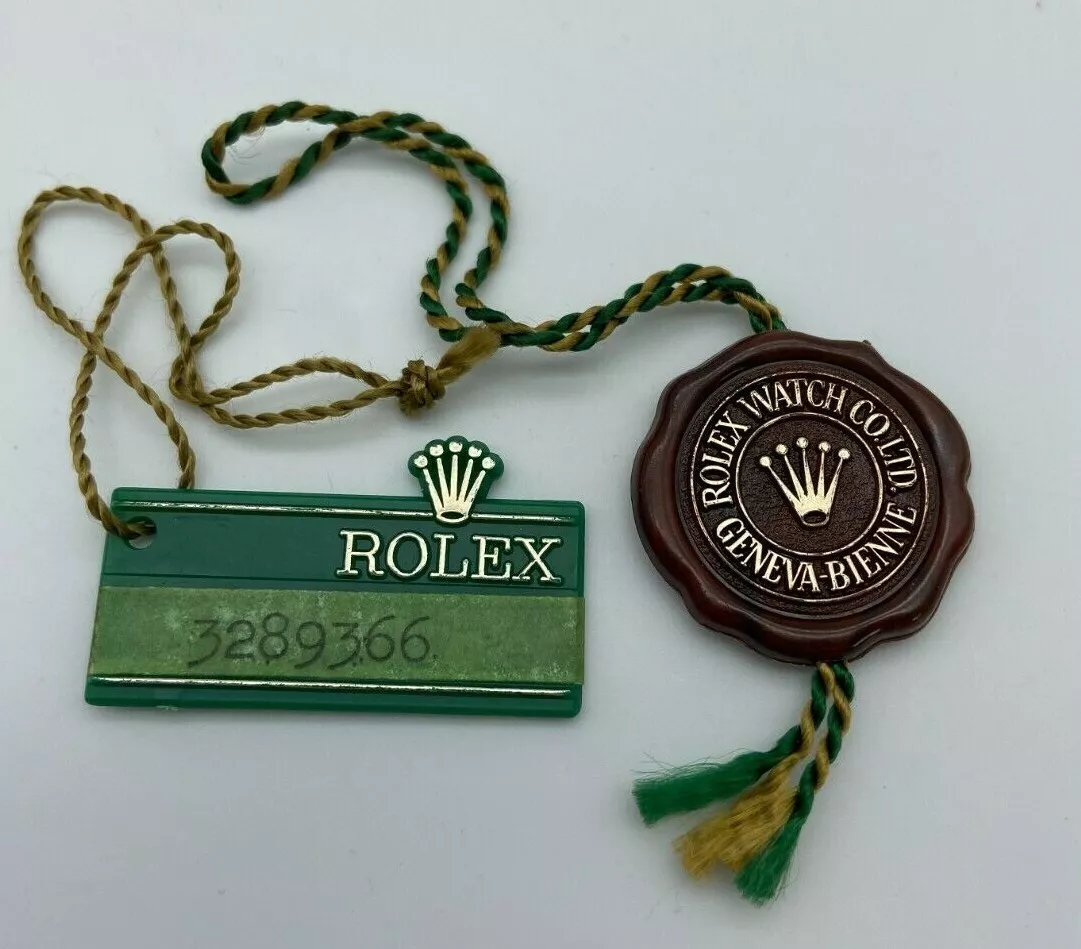 ROLEX
3289366
ROLEX WATCH CO. LTD.
GENEVA-BIENNE